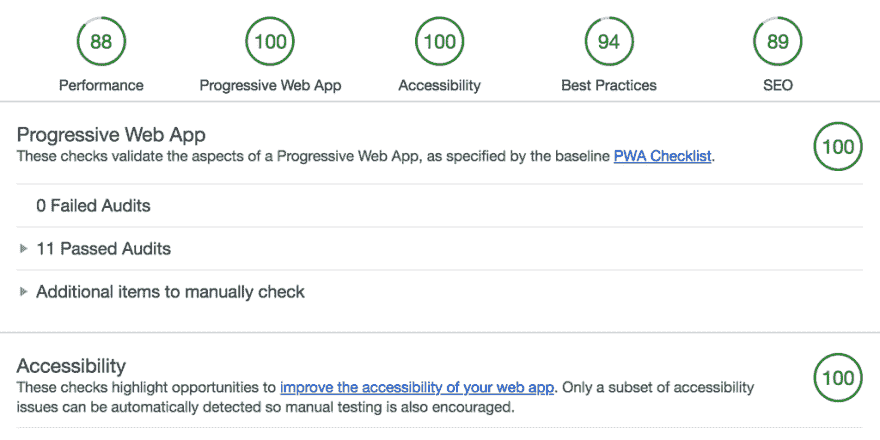 88 100 100 94 89
Performance Progressive Web App Accessibility Best Practices SEO
Progressive Web App
These checks validate the aspects of a Progressive Web App, as specified by the baseline PWA Checklist.
100
0 Failed Audits
11 Passed Audits
Additional items to manually check
Accessibility
These checks highlight opportunities to improve the accessibility of your web app. Only a subset of accessibility
issues can be automatically detected so manual testing is also encouraged.
100